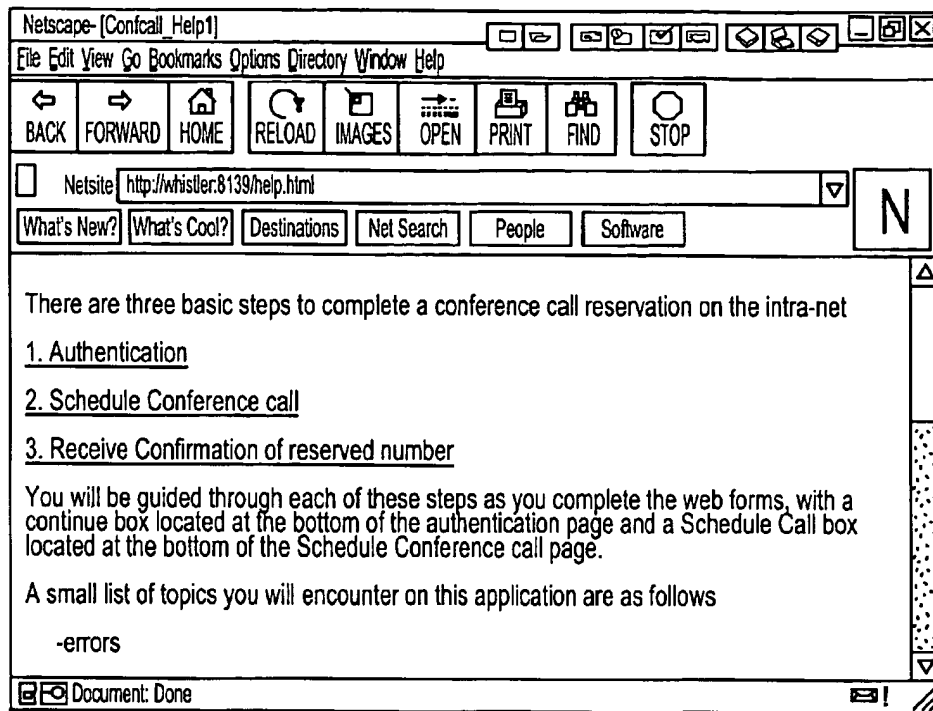 Netscape- [Confcall_Help1]
File Edit View Go Bookmarks Options Directory Window Help
BACK FORWARD HOME RELOAD IMAGES OPEN PRINT FIND STOP
Netsite http://whistler:8139/help.html
N
What's New? What's Cool? Destinations Net Search People Software
There are three basic steps to complete a conference call reservation on the intra-net
1. Authentication
2. Schedule Conference call
3. Receive Confirmation of reserved number
You will be guided through each of these steps as you complete the web forms, with a
continue box located at the bottom of the authentication page and a Schedule Call box
located at the bottom of the Schedule Conference call page.
A small list of topics you will encounter on this application are as follows
-errors
Document: Done